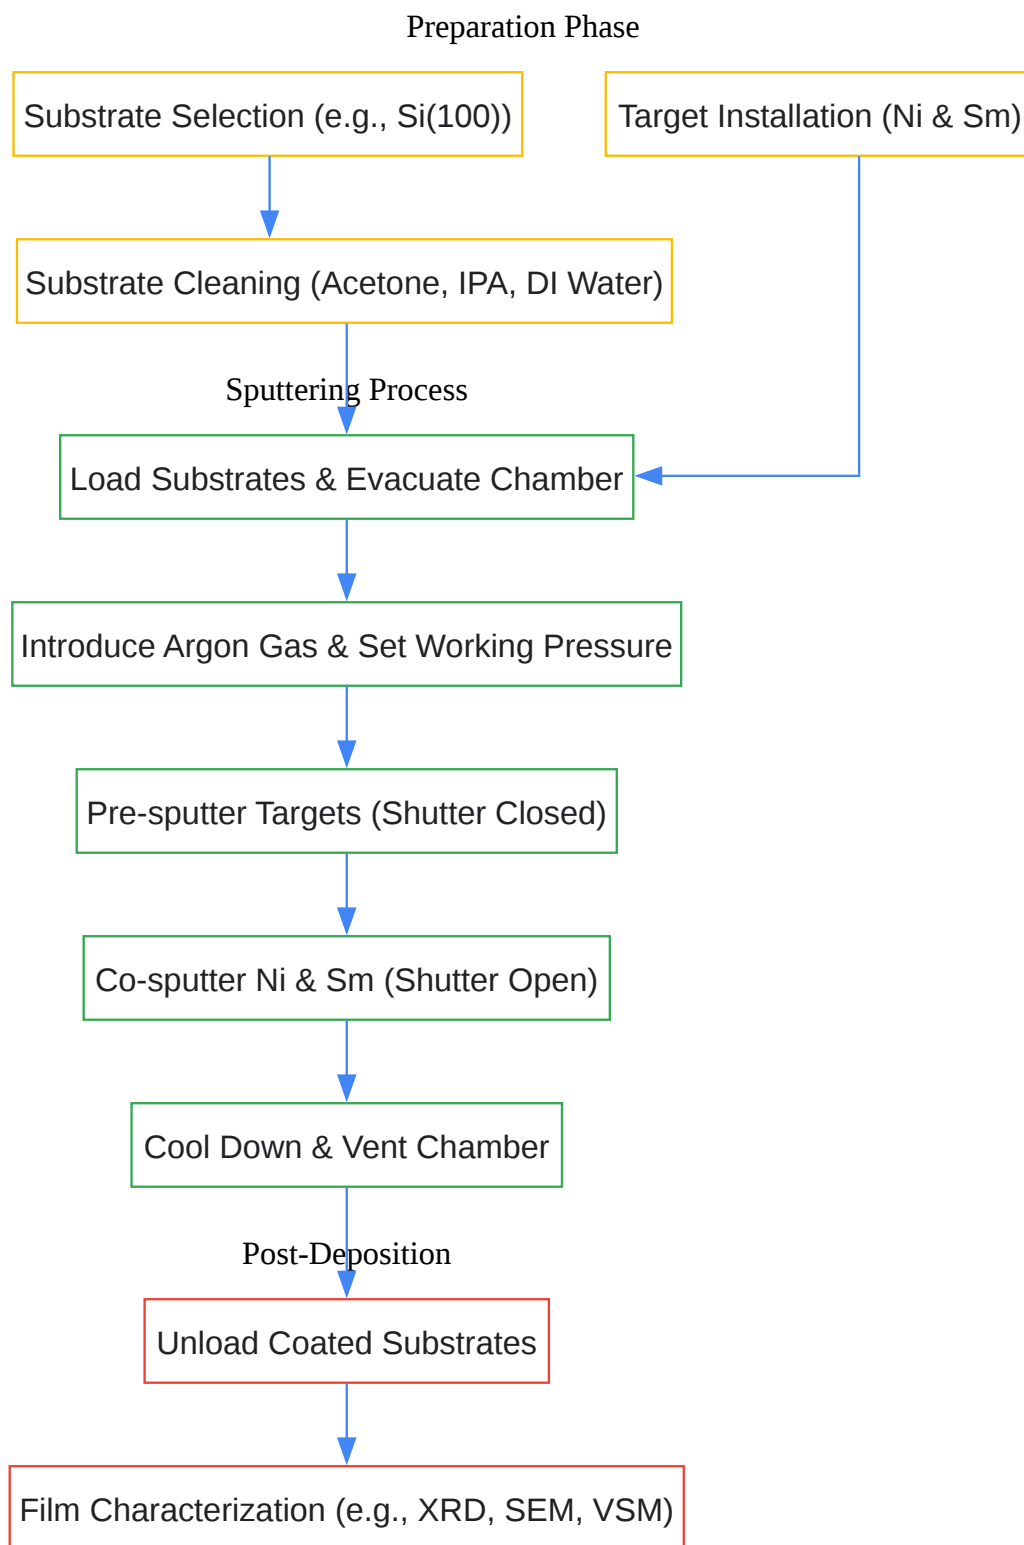 Preparation Phase
Substrate Selection (e.g., Si(100))
Target Installation (Ni & Sm)
Substrate Cleaning (Acetone, IPA, DI Water)
Sputtering Process
Load Substrates & Evacuate Chamber
Introduce Argon Gas & Set Working Pressure
Pre-sputter Targets (Shutter Closed)
Co-sputter Ni & Sm (Shutter Open)
Cool Down & Vent Chamber
Post-Deposition
Unload Coated Substrates
Film Characterization (e.g., XRD, SEM, VSM)